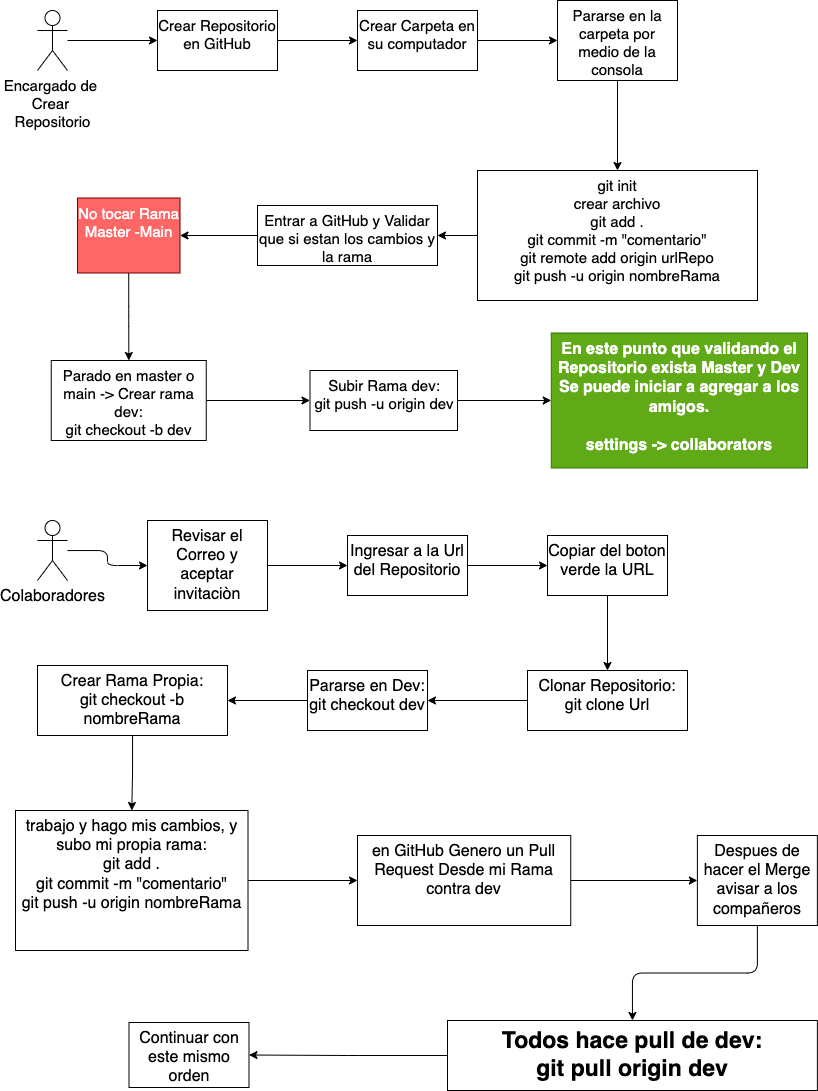 Encargado de
Crear
Repositorio
Crear Repositorio
en GitHub
Crear Carpeta en
su computador
Pararse en la
carpeta por
medio de la
consola
git init
crear archivo
git add .
git commit -m "comentario"
git remote add origin urlRepo
git push -u origin nombreRama
Entrar a GitHub y Validar
que si estan los cambios y
la rama
No tocar Rama
Master -Main
Parado en master o
main -> Crear rama
dev:
git checkout -b dev
Subir Rama dev:
git push -u origin dev
En este punto que validando el
Repositorio exista Master y Dev
Se puede iniciar a agregar a los
amigos.
settings -> collaborators
Colaboradores
Revisar el
Correo y
aceptar
invitaciòn
Ingresar a la Url
del Repositorio
Copiar del boton
verde la URL
Clonar Repositorio:
git clone Url
Pararse en Dev:
git checkout dev
Crear Rama Propia:
git checkout -b
nombreRama
trabajo y hago mis cambios, y
subo mi propia rama:
git add .
git commit -m "comentario"
git push -u origin nombreRama
en GitHub Genero un Pull
Request Desde mi Rama
contra dev
Despues de
hacer el Merge
avisar a los
compañeros
Todos hace pull de dev:
git pull origin dev
Continuar con
este mismo
orden